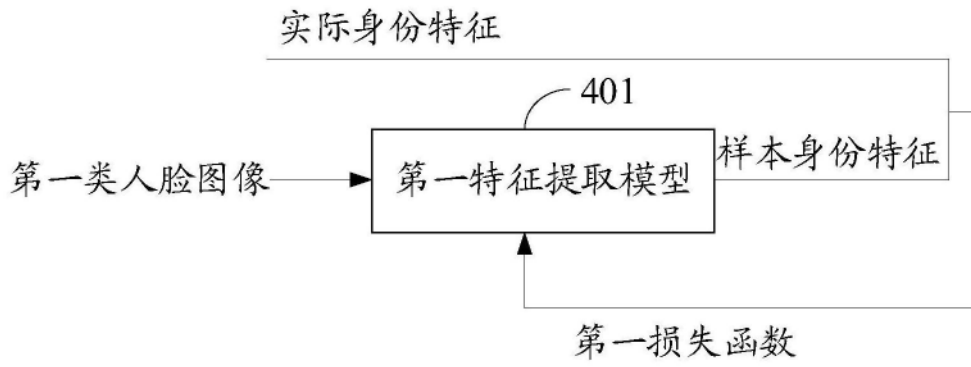 实际身份特征
401
第一类人脸图像
第一特征提取模型
样本身份特征
第一损失函数